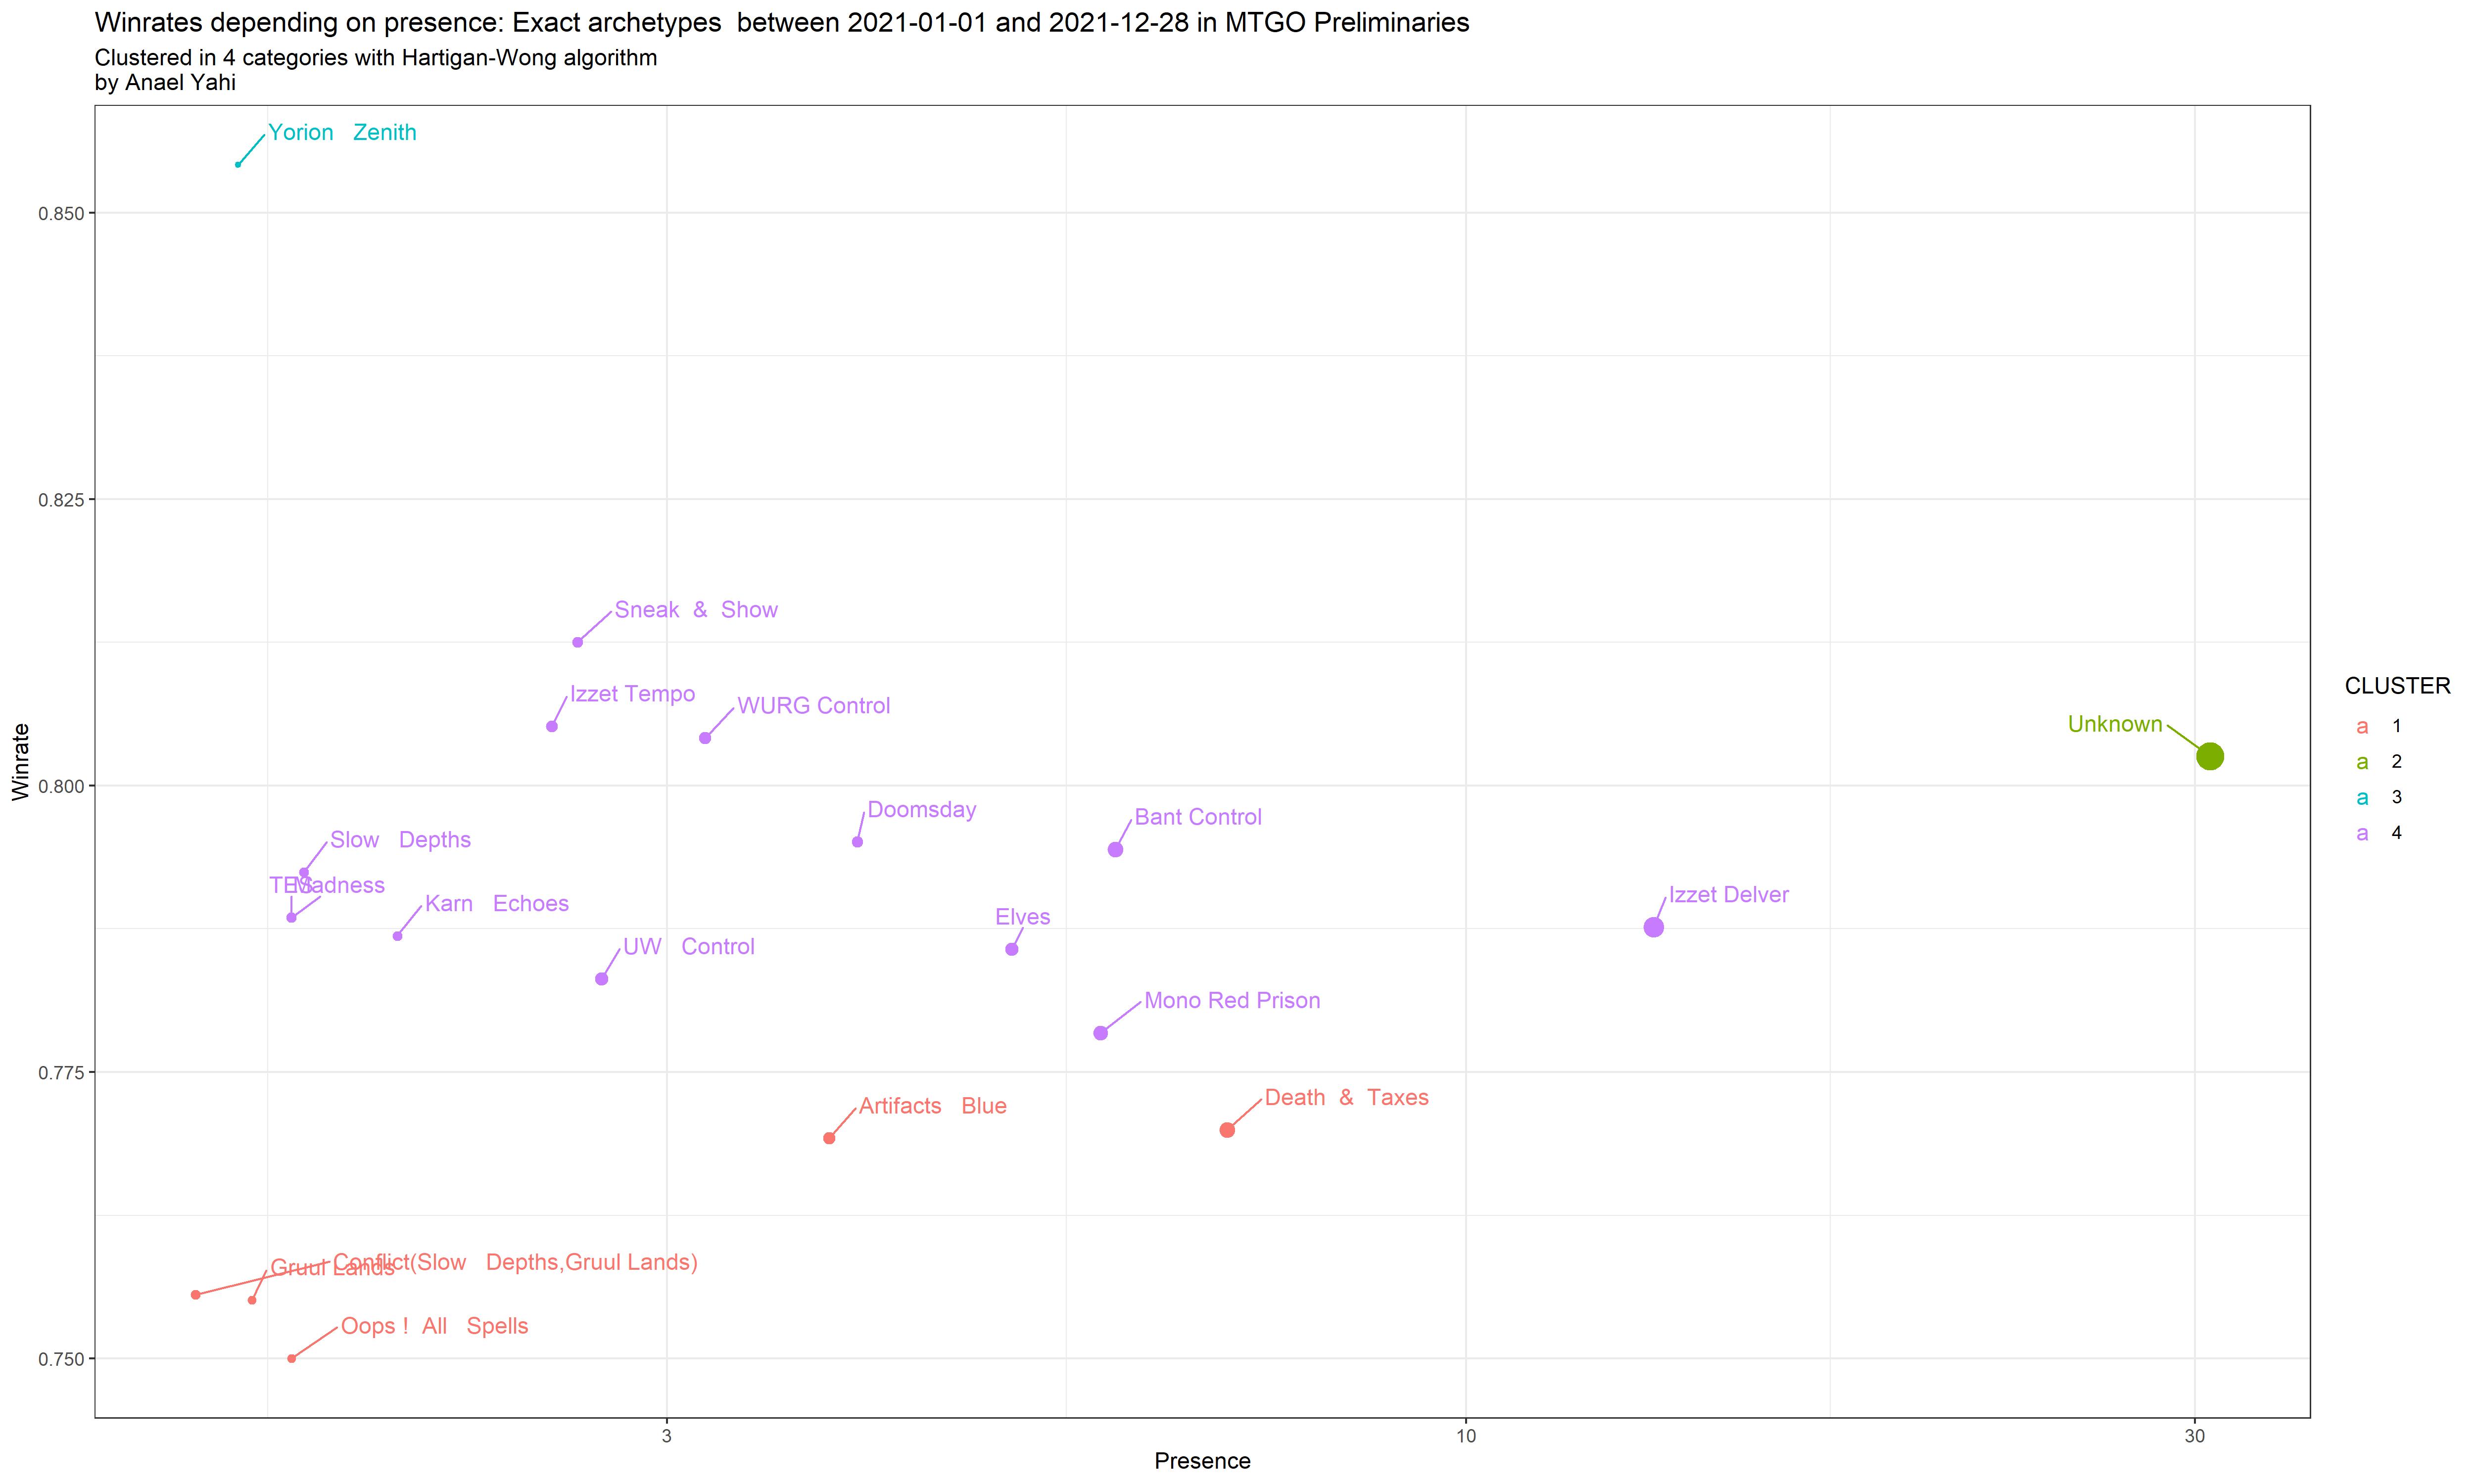 Winrates depending on presence: Exact archetypes  between 2021-01-01 and 2021-12-28 in MTGO Preliminaries
Clustered in 4 categories with Hartigan-Wong algorithm
by Anael Yahi
Yorion   Zenith
0.850
0.825
Sneak  &  Show
Izzet Tempo
WURG Control
Unknown
0.800
Doomsday
Bant Control
Slow   Depths
TES
Madness
Izzet Delver
Karn   Echoes
Elves
UW   Control
Mono Red Prison
0.775
Death  &  Taxes
Artifacts   Blue
Conflict(Slow   Depths,Gruul Lands)
Gruul Lands
Oops !  All   Spells
0.750
Winrate
3
10
30
Presence
CLUSTER
a 1
a 2
a 3
a 4